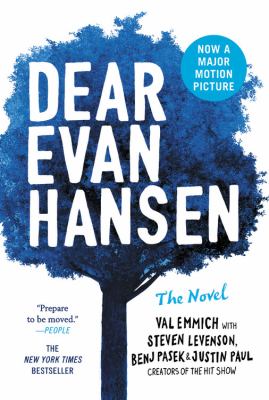 NOW A
MAJOR
MOTION
PICTURE
DEAR
EVAN
HANSEN
The Novel
VAL EMMICH WITH
STEVEN LEVENSON,
BENJ PASEK & JUSTIN PAUL
CREATORS OF THE HIT SHOW
"Prepare
to be moved."
—PEOPLE
THE
NEW YORK TIMES
BESTSELLER